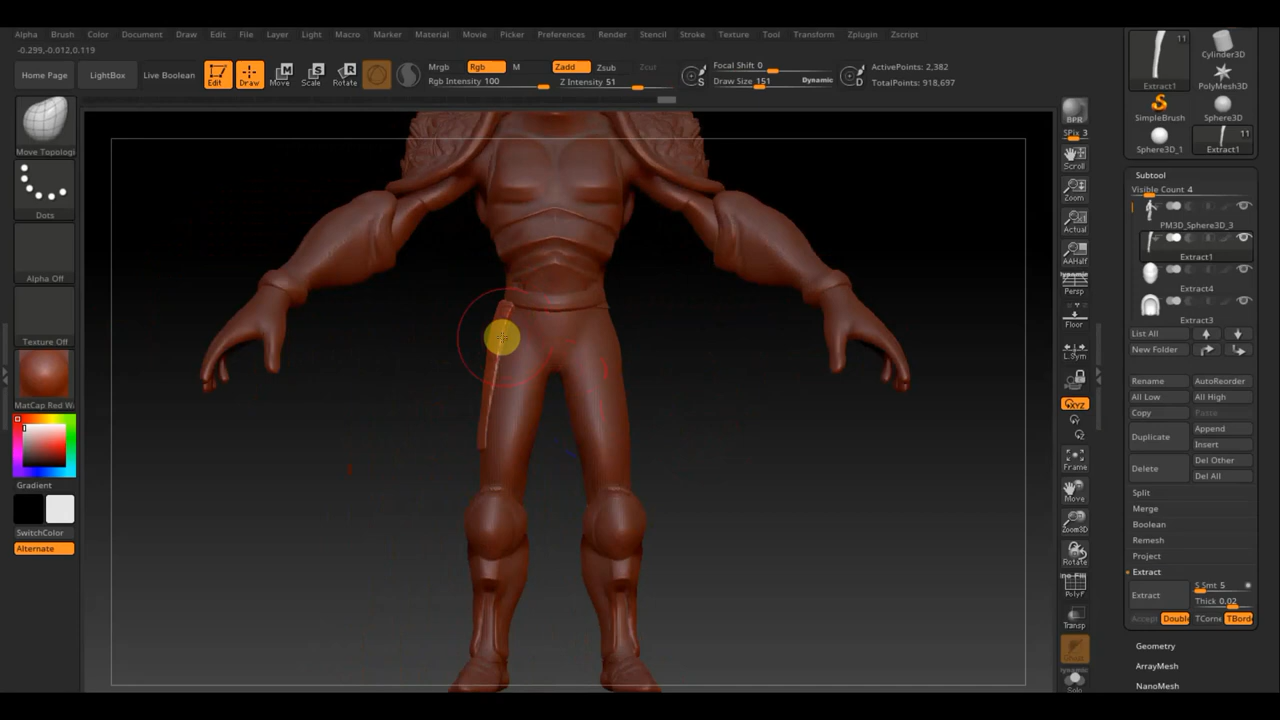 Alpha Brush Color Document Draw Edit File Layer Light Macro Marker Material Movie Picker Preferences Render Stencil Stroke Texture Tool Transform Zplugin Zscript
-0.299,-0.012,0.119
Home Page LightBox Live Boolean Edit Draw Move Scale Rotate
Mrgb Rgb M Zadd Zsub Zcut
Rgb Intensity 100 Z Intensity 51
Focal Shift 0
Draw Size 151 Dynamic
ActivePoints: 2,382
TotalPoints: 918,697
Move Topologi
Dots
Alpha Off
Texture Off
MatCap Red W
Gradient
SwitchColor
Alternate
BPR
SPix 3
Scroll
Zoom
Actual
AAHalf
Persp
Floor
L.Sym
XYZ
Frame
Move
Zoom3D
Rotate
PolyF
Transp
Solo
11
Extract1
Cylinder3D
PolyMesh3D
SimpleBrush
Sphere3D
Sphere3D_1
11
Extract1
Subtool
Visible Count 4
PM3D_Sphere3D_3
Extract1
Extract4
Extract3
List All
New Folder
Rename AutoReorder
All Low All High
Copy Paste
Duplicate Append
Insert
Delete Del Other
Del All
Split
Merge
Boolean
Remesh
Project
Extract
Extract S Smt 5
Thick 0.02
Accept Double TCorne TBord
Geometry
ArrayMesh
NanoMesh